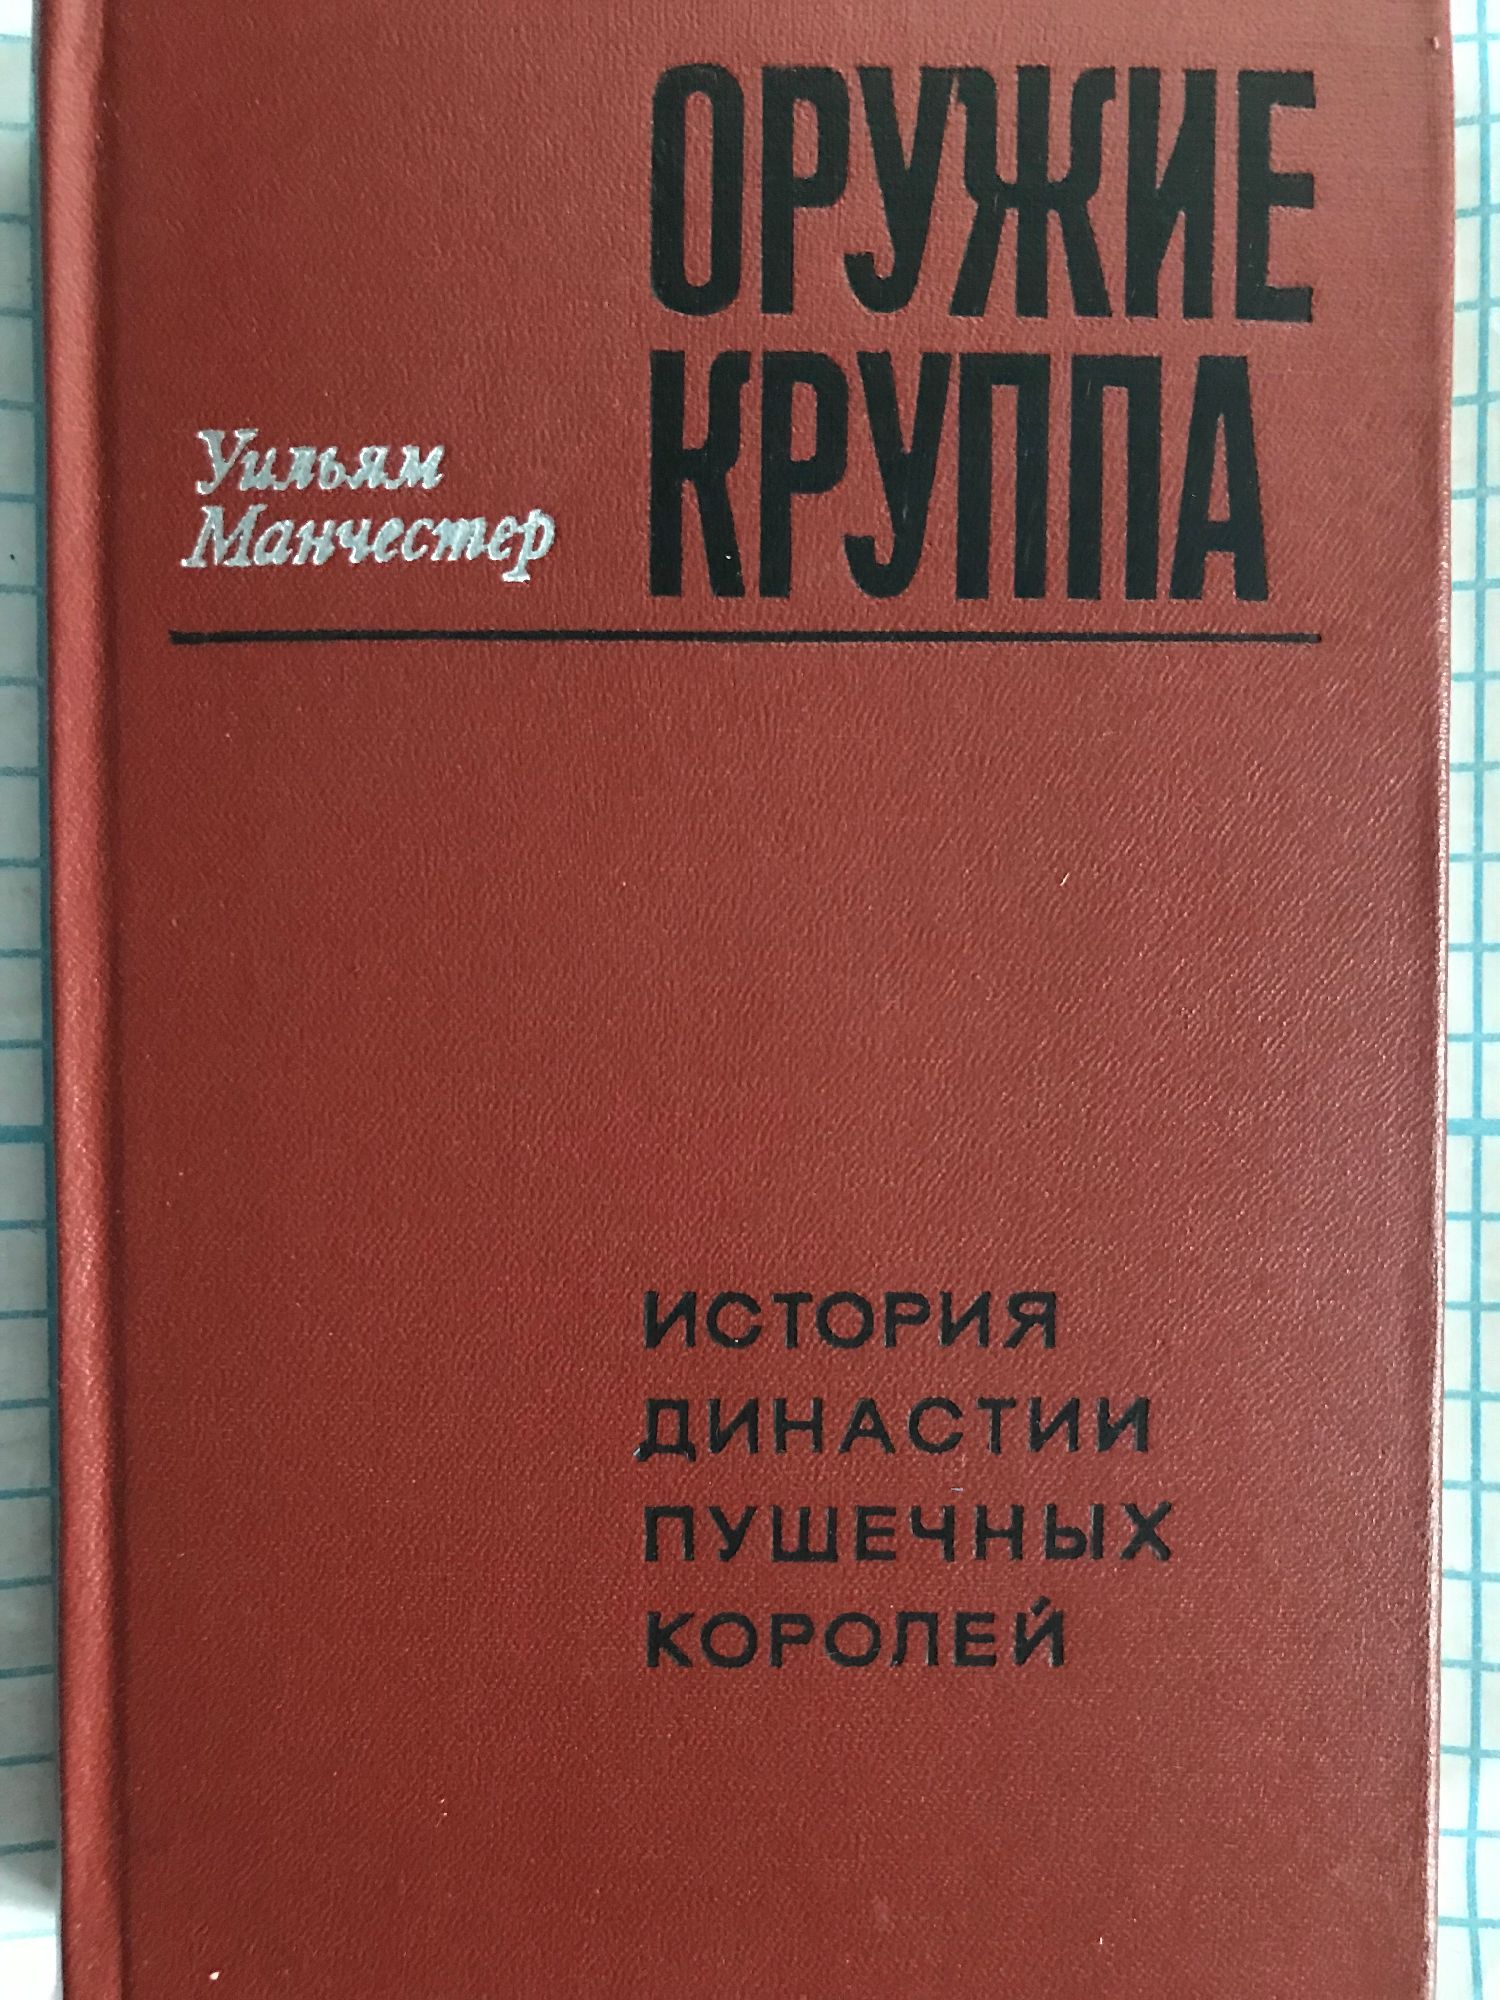 ОРУЖИЕ
КРУППА
Уильям
Манчестер
ИСТОРИЯ
ДИНАСТИИ
ПУШЕЧНЫХ
КОРОЛЕЙ